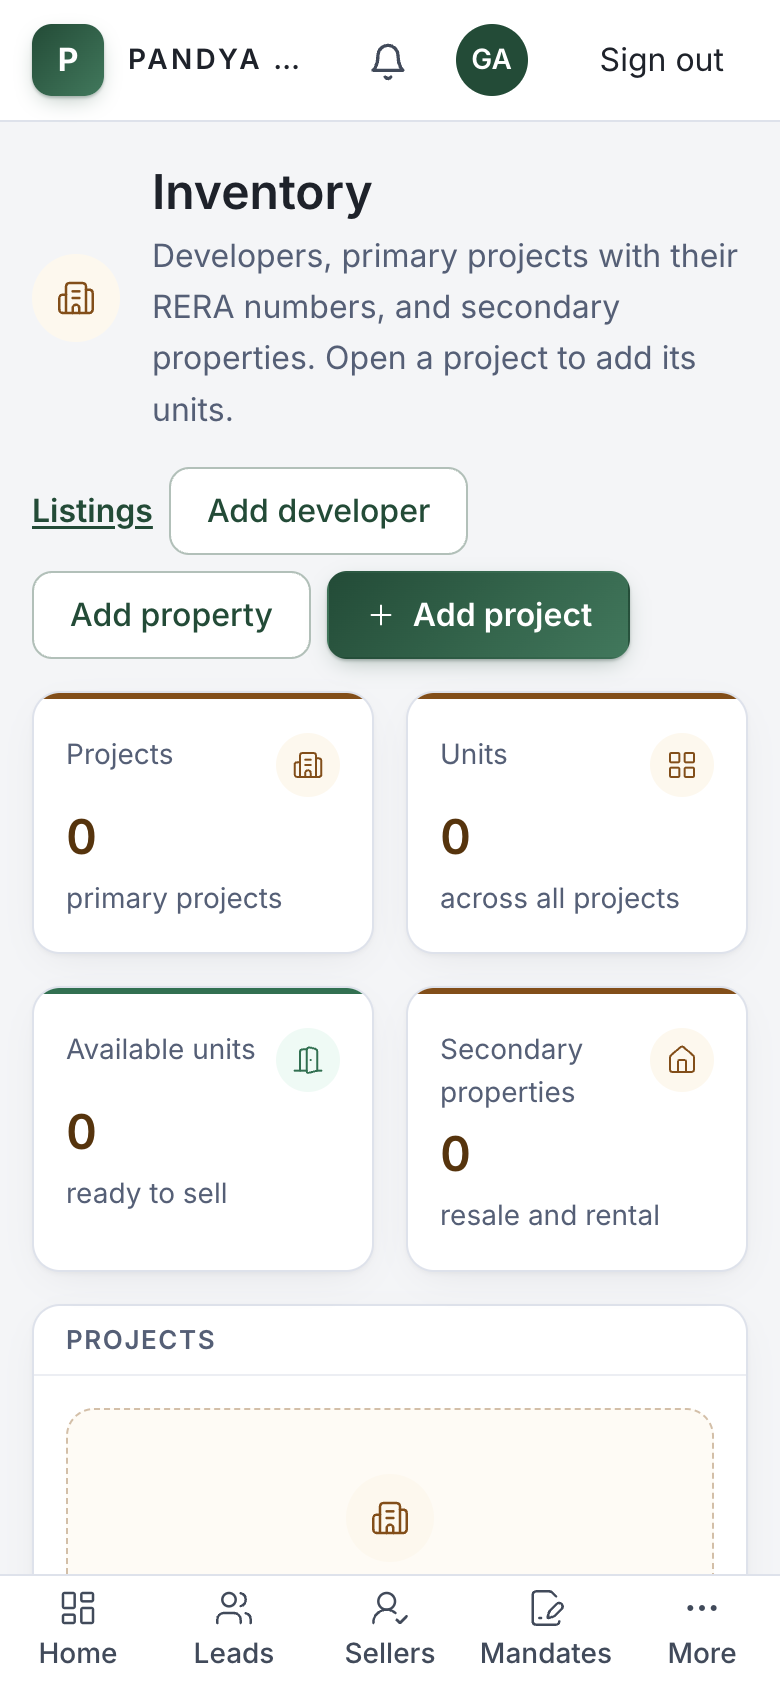 P PANDYA ... GA Sign out
Inventory
Developers, primary projects with their
RERA numbers, and secondary
properties. Open a project to add its
units.
Listings Add developer
Add property + Add project
Projects
0
primary projects
Units
0
across all projects
Available units
0
ready to sell
Secondary
properties
0
resale and rental
PROJECTS
Home Leads Sellers Mandates More